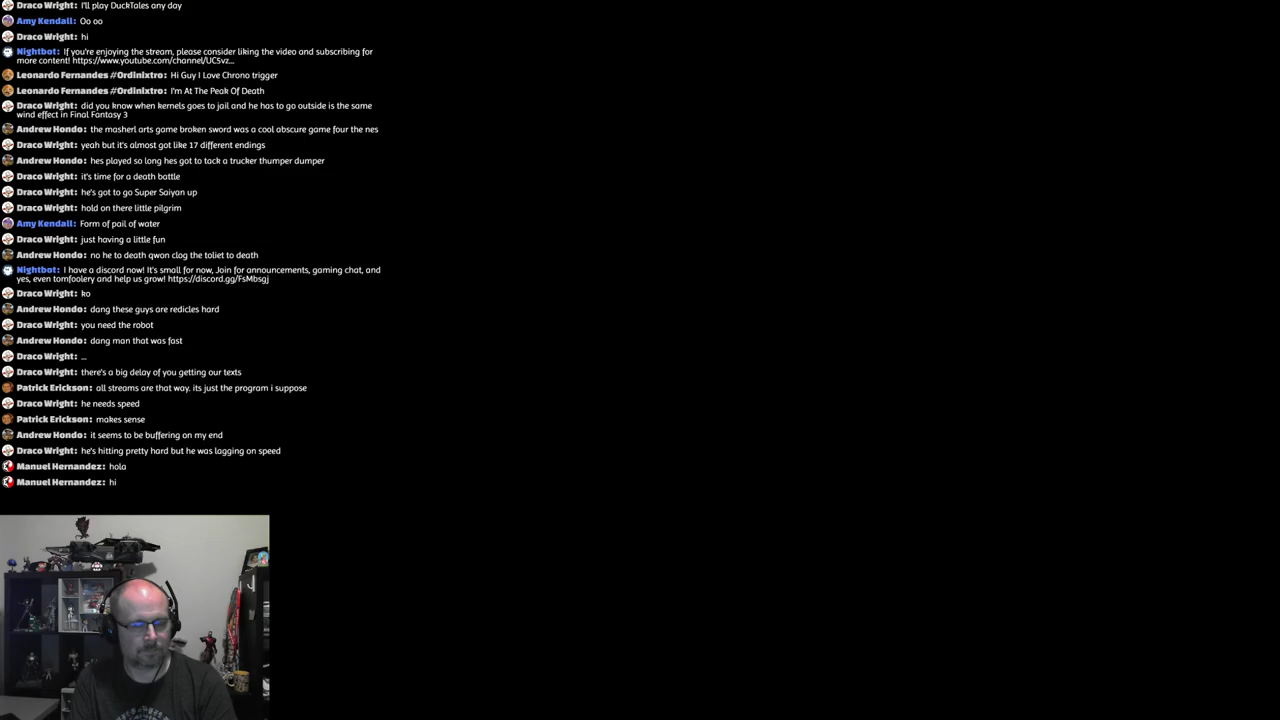 Draco Wright: I'll play DuckTales any day
Amy Kendall: Oo oo
Draco Wright: hi
Nightbot: If you're enjoying the stream, please consider liking the video and subscribing for
more content! https://www.youtube.com/channel/UC5vz...
Leonardo Fernandes #Ordinixtro: Hi Guy I Love Chrono trigger
Leonardo Fernandes #Ordinixtro: I'm At The Peak Of Death
Draco Wright: did you know when kernels goes to jail and he has to go outside is the same
wind effect in Final Fantasy 3
Andrew Hondo: the masherl arts game broken sword was a cool abscure game four the nes
Draco Wright: yeah but it's almost got like 17 different endings
Andrew Hondo: hes played so long hes got to tack a trucker thumper dumper
Draco Wright: it's time for a death battle
Draco Wright: he's got to go Super Saiyan up
Draco Wright: hold on there little pilgrim
Amy Kendall: Form of pail of water
Draco Wright: just having a little fun
Andrew Hondo: no he to death qwon clog the toliet to death
Nightbot: I have a discord now! It's small for now, Join for announcements, gaming chat, and
yes, even tomfoolery and help us grow! https://discord.gg/FsMbsgj
Draco Wright: ko
Andrew Hondo: dang these guys are redicles hard
Draco Wright: you need the robot
Andrew Hondo: dang man that was fast
Draco Wright: ...
Draco Wright: there's a big delay of you getting our texts
Patrick Erickson: all streams are that way. its just the program i suppose
Draco Wright: he needs speed
Patrick Erickson: makes sense
Andrew Hondo: it seems to be buffering on my end
Draco Wright: he's hitting pretty hard but he was lagging on speed
Manuel Hernandez: hola
Manuel Hernandez: hi